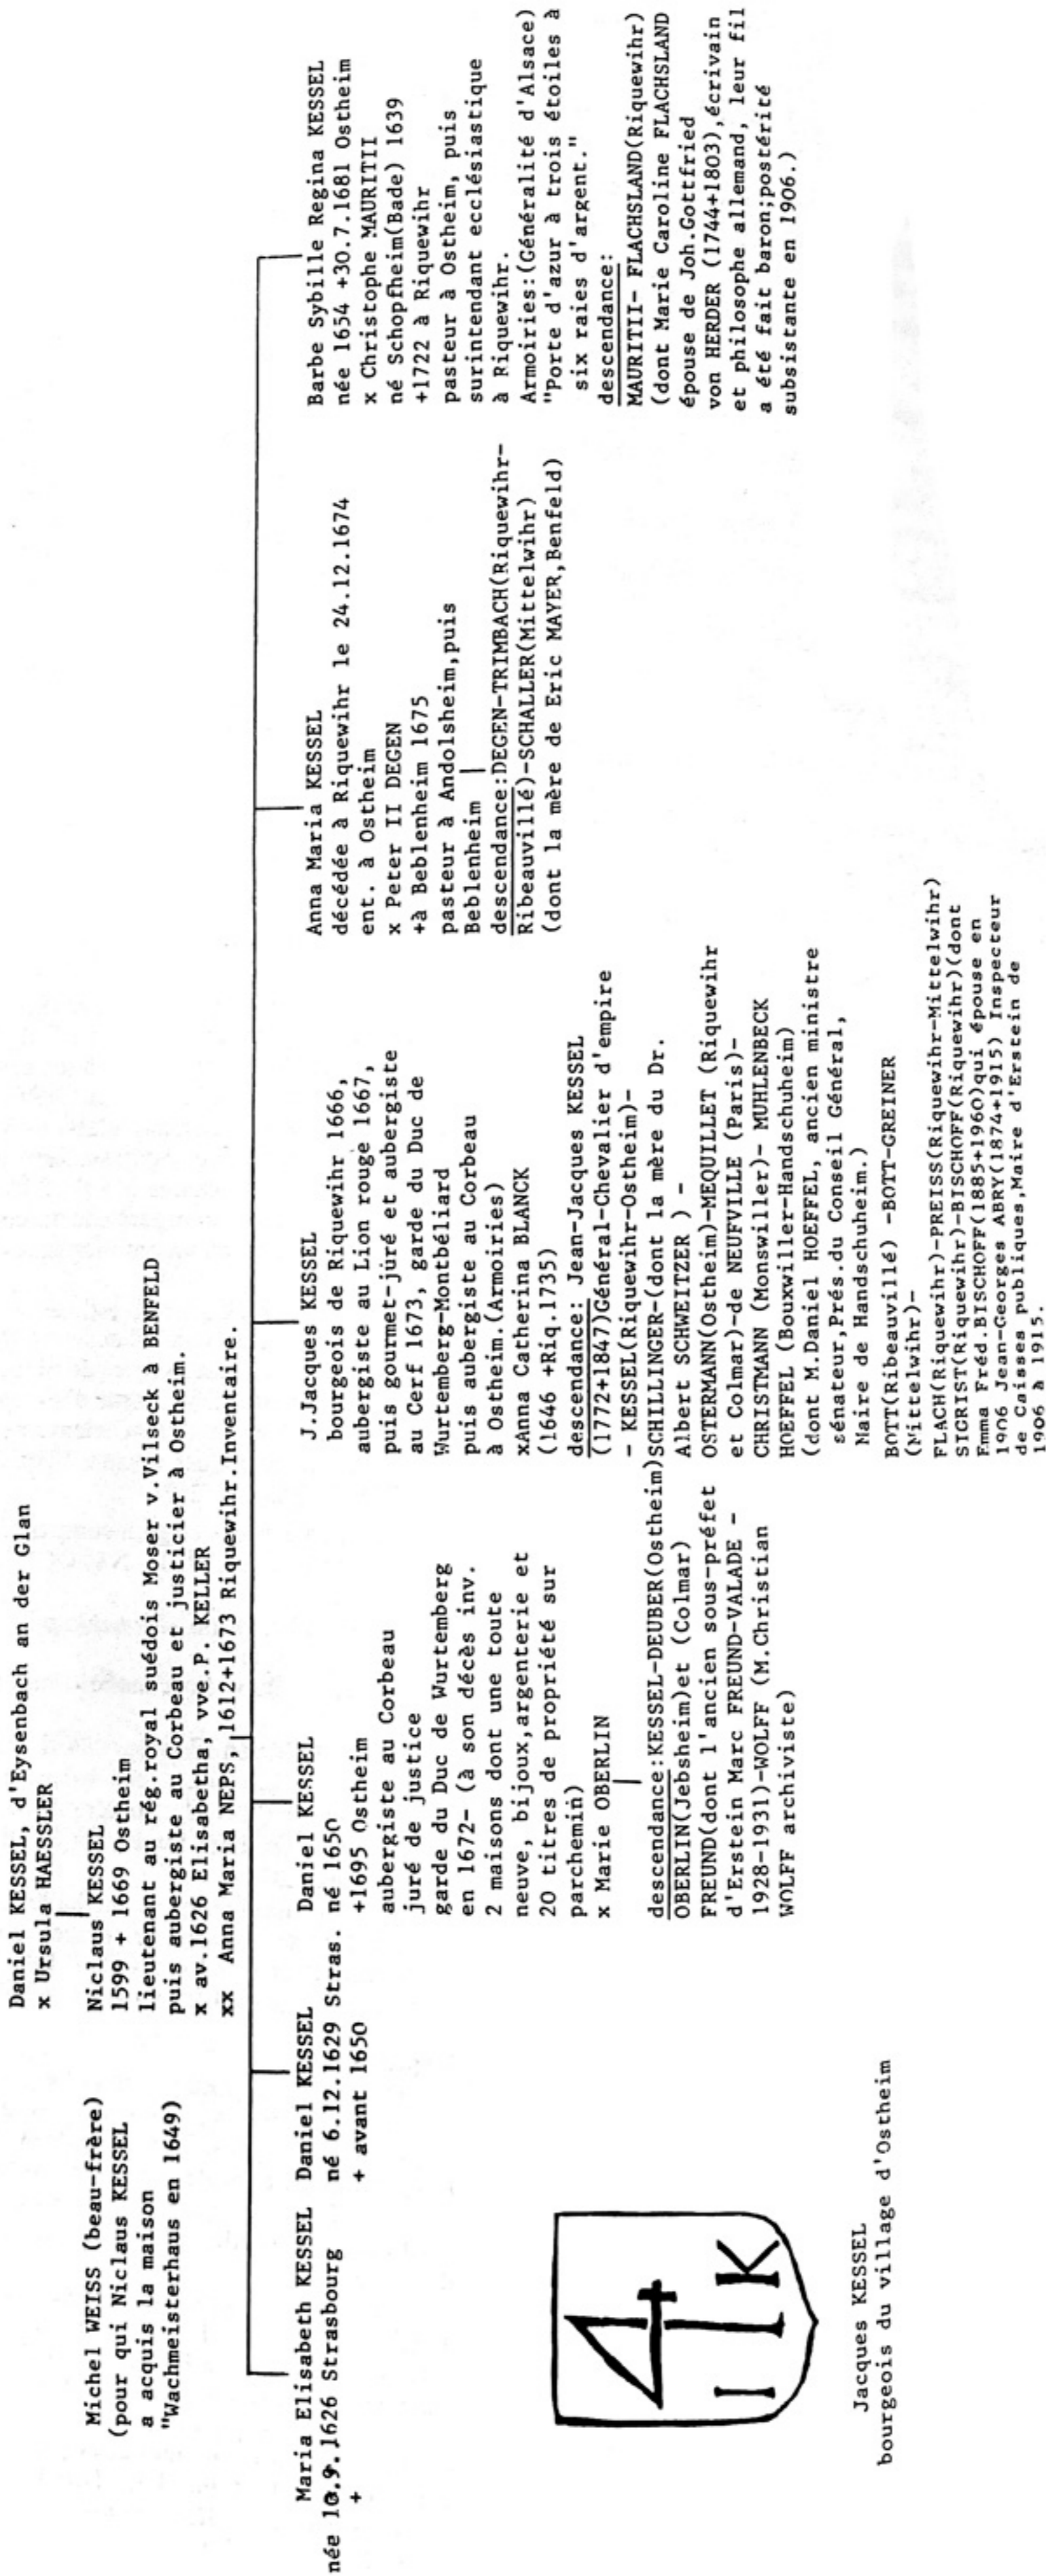 Daniel KESSEL, d'Eysenbach an der Glan
x Ursula HAESSLER
Michel WEISS (beau-frère)
(pour qui Niclaus KESSEL
a acquis la maison
"Wachmeisterhaus en 1649)
Niclaus KESSEL
1599 + 1669 Ostheim
lieutenant au rég.royal suédois Moser v.Vilseck à BENFELD
puis aubergiste au Corbeau et justicier à Ostheim.
x av.1626 Elisabetha, vve.P. KELLER
xx Anna Maria NEPS,1612+1673 Riquewihr.Inventaire.
Maria Elisabeth KESSEL
née .9.1626 Strasbourg
+
Daniel KESSEL
né 6.12.1629 Stras.
+ avant 1650
Daniel KESSEL
né 1650
+1695 Ostheim
aubergiste au Corbeau
juré de justice
garde du Duc de Wurtemberg
en 1672- (à son décès inv.
2 maisons dont une toute
neuve, bijoux,argenterie et
20 titres de propriété sur
parchemin)
x Marie OBERLIN
descendance:KESSEL-DEUBER(Ostheim)
OBERLIN(Jebsheim)et (Colmar)
FREUND(dont l'ancien sous-préfet
d'Erstein Marc FREUND-VALADE -
1928-1931)-WOLFF (M.Christian
WOLFF archiviste)
J.Jacques KESSEL
bourgeois de Riquewihr 1666,
aubergiste au Lion rouge 1667,
puis gourmet-juré et aubergiste
au Cerf 1673, garde du Duc de
Wurtemberg-Montbéliard
puis aubergiste au Corbeau
à Ostheim.(Armoiries)
xAnna Catherina BLANCK
(1646 +Riq.1735)
descendance: Jean-Jacques KESSEL
(1772+1847)Général-Chevalier d'empire
- KESSEL(Riquewihr-Ostheim)-
SCHILLINGER-(dont la mère du Dr.
Albert SCHWEITZER ) -
OSTERMANN(Ostheim)-MEQUILLET (Riquewihr
et Colmar)-de NEUFVILLE (Paris)-
CHRISTMANN (Monswiller)- MUHLENBECK
HOEFFEL (Bouxwiller-Handschuheim)
(dont M.Daniel HOEFFEL, ancien ministre
sénateur,Prés.du Conseil Général,
Maire de Handschuheim.)
BOTT(Ribeauvillé) -BOTT-GREINER
(Mittelwihr)-
FLACH(Riquewihr)-PREISS(Riquewihr-Mittelwihr)
SIGRIST(Riquewihr)-BISCHOFF(Riquewihr)(dont
Emma Fréd.BISCHOFF(1885+1960)qui épouse en
1906 Jean-Georges ABRY(1874+1915) Inspecteur
de Caisses publiques,Maire d'Erstein de
1906 à 1915.
Anna Maria KESSEL
décédée à Riquewihr le 24.12.1674
ent. à Ostheim
x Peter II DEGEN
+à Beblenheim 1675
pasteur à Andolsheim,puis
Beblenheim
descendance:DEGEN-TRIMBACH(Riquewihr-
Ribeauvillé)-SCHALLER(Mittelwihr)
(dont la mère de Eric MAYER,Benfeld)
Barbe Sybille Regina KESSEL
née 1654 +30.7.1681 Ostheim
x Christophe MAURITII
né Schopfheim(Bade) 1639
+1722 à Riquewihr
pasteur à Ostheim, puis
surintendant ecclésiastique
à Riquewihr.
Armoiries:(Généralité d'Alsace)
"Porte d'azur à trois étoiles à
six raies d'argent."
descendance:
MAURITII- FLACHSLAND(Riquewihr)
(dont Marie Caroline FLACHSLAND
épouse de Joh.Gottfried
von HERDER (1744+1803),écrivain
et philosophe allemand, leur fil
a été fait baron;postérité
subsistante en 1906.)
4
I K
Jacques KESSEL
bourgeois du village d'Ostheim